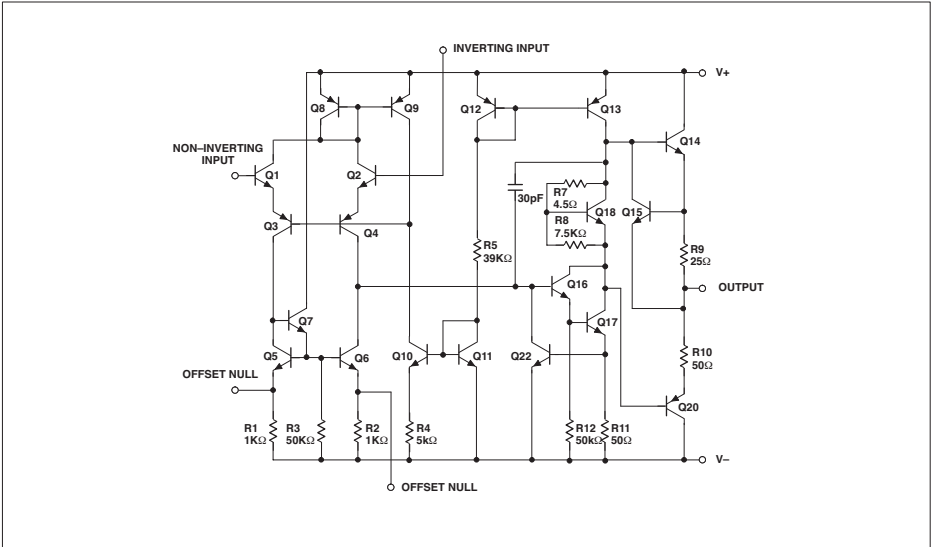 INVERTING INPUT
V+
Q8
Q9
Q12
Q13
Q14
NON–INVERTING
INPUT
Q1
Q2
30pF
R7
4.5Ω
Q18
Q15
R8
7.5KΩ
Q3
Q4
R5
39KΩ
R9
25Ω
Q16
OUTPUT
Q7
Q17
Q5
Q6
Q10
Q11
Q22
R10
50Ω
OFFSET NULL
Q20
R1
1KΩ
R3
50KΩ
R2
1KΩ
R4
5kΩ
R12
50kΩ
R11
50Ω
V–
OFFSET NULL